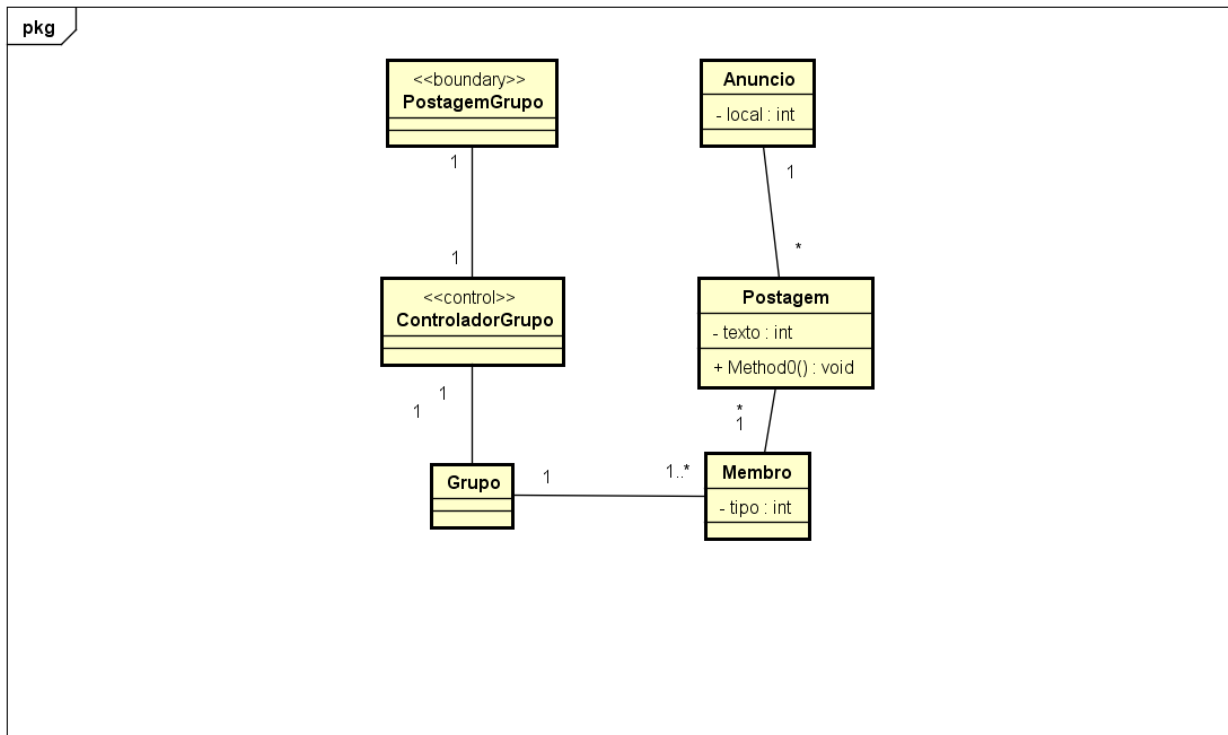 pkg
<<boundary>>
PostagemGrupo
1
1
<<control>>
ControladorGrupo
1
1
Grupo
1
1..*
Anuncio
- local : int
1
*
Postagem
- texto : int
+ Method0() : void
*
1
Membro
- tipo : int